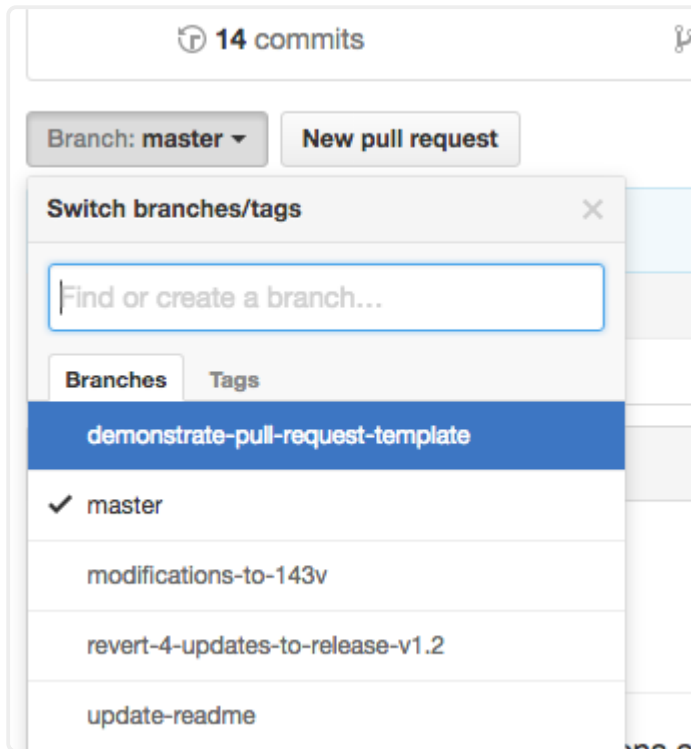 14 commits
Branch: master
New pull request
Switch branches/tags
Find or create a branch...
Branches
Tags
demonstrate-pull-request-template
master
modifications-to-143v
revert-4-updates-to-release-v1.2
update-readme